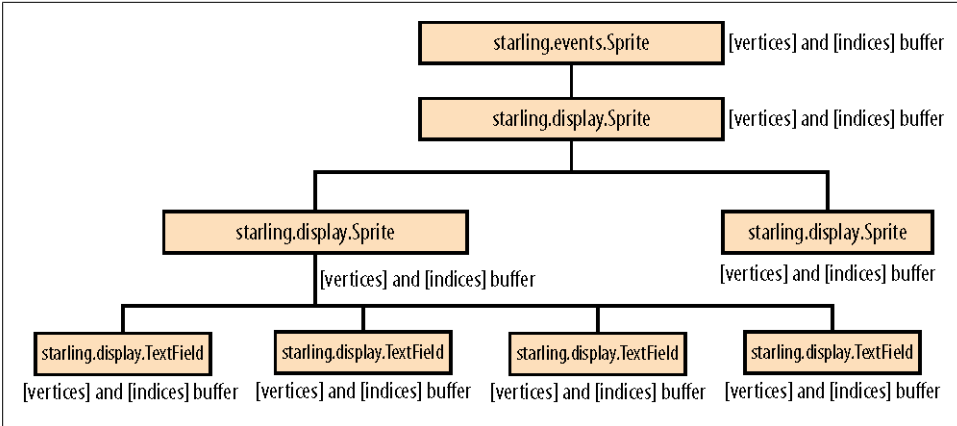 starling.events.Sprite [vertices] and [indices] buffer
starling.display.Sprite [vertices] and [indices] buffer
starling.display.Sprite starling.display.Sprite
[vertices] and [indices] buffer [vertices] and [indices] buffer
starling.display.TextField starling.display.TextField starling.display.TextField starling.display.TextField
[vertices] and [indices] buffer [vertices] and [indices] buffer [vertices] and [indices] buffer [vertices] and [indices] buffer